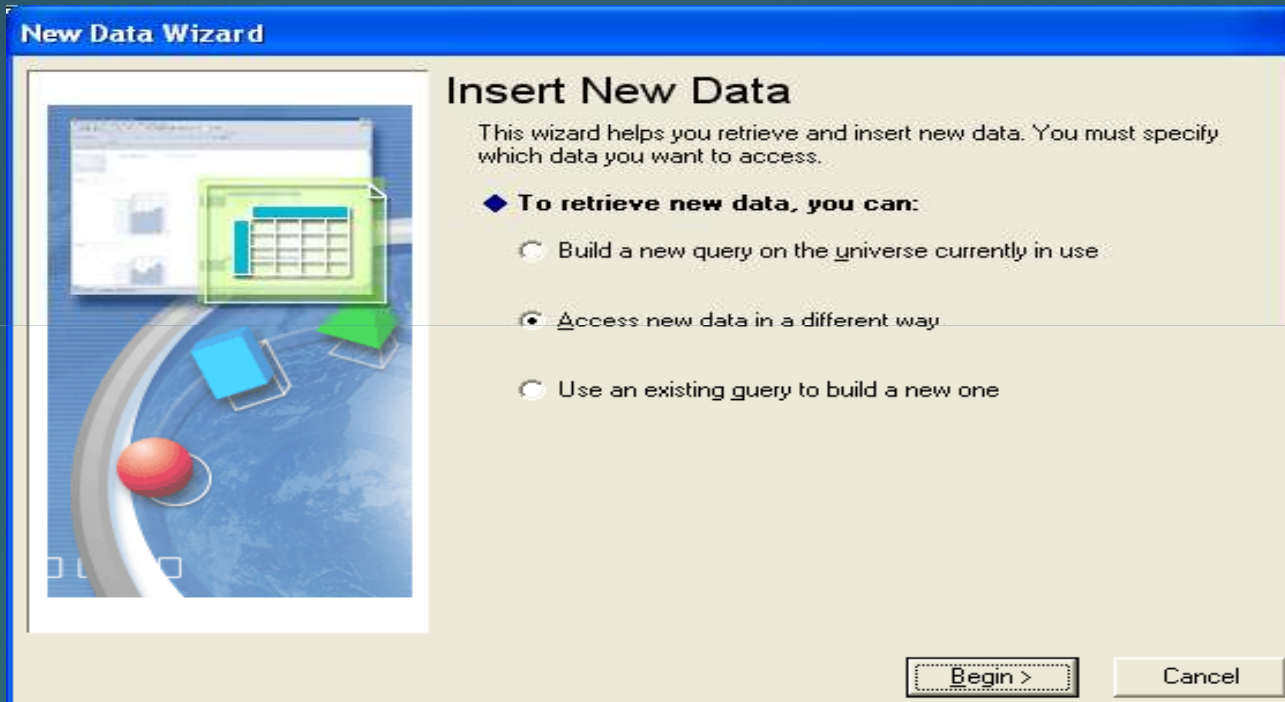 New Data Wizard
Insert New Data
This wizard helps you retrieve and insert new data. You must specify
which data you want to access.
To retrieve new data, you can:
Build a new query on the universe currently in use
Access new data in a different way
Use an existing query to build a new one
Begin >
Cancel